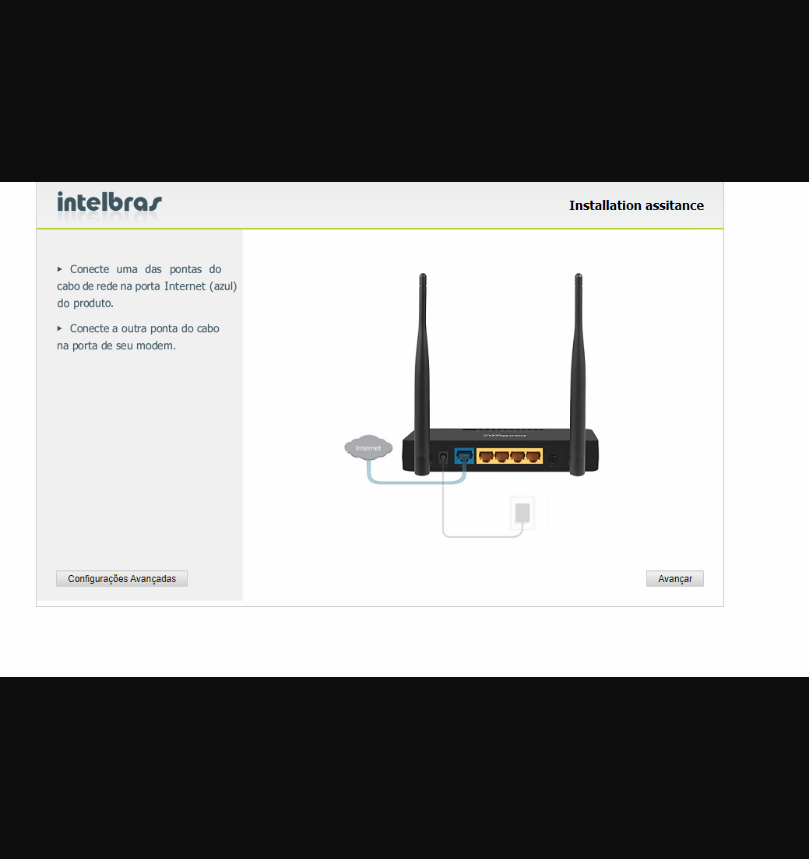 intelbras
Installation assitance
▸ Conecte uma das pontas do
cabo de rede na porta Internet (azul)
do produto.
▸ Conecte a outra ponta do cabo
na porta de seu modem.
Internet
Configurações Avançadas
Avançar